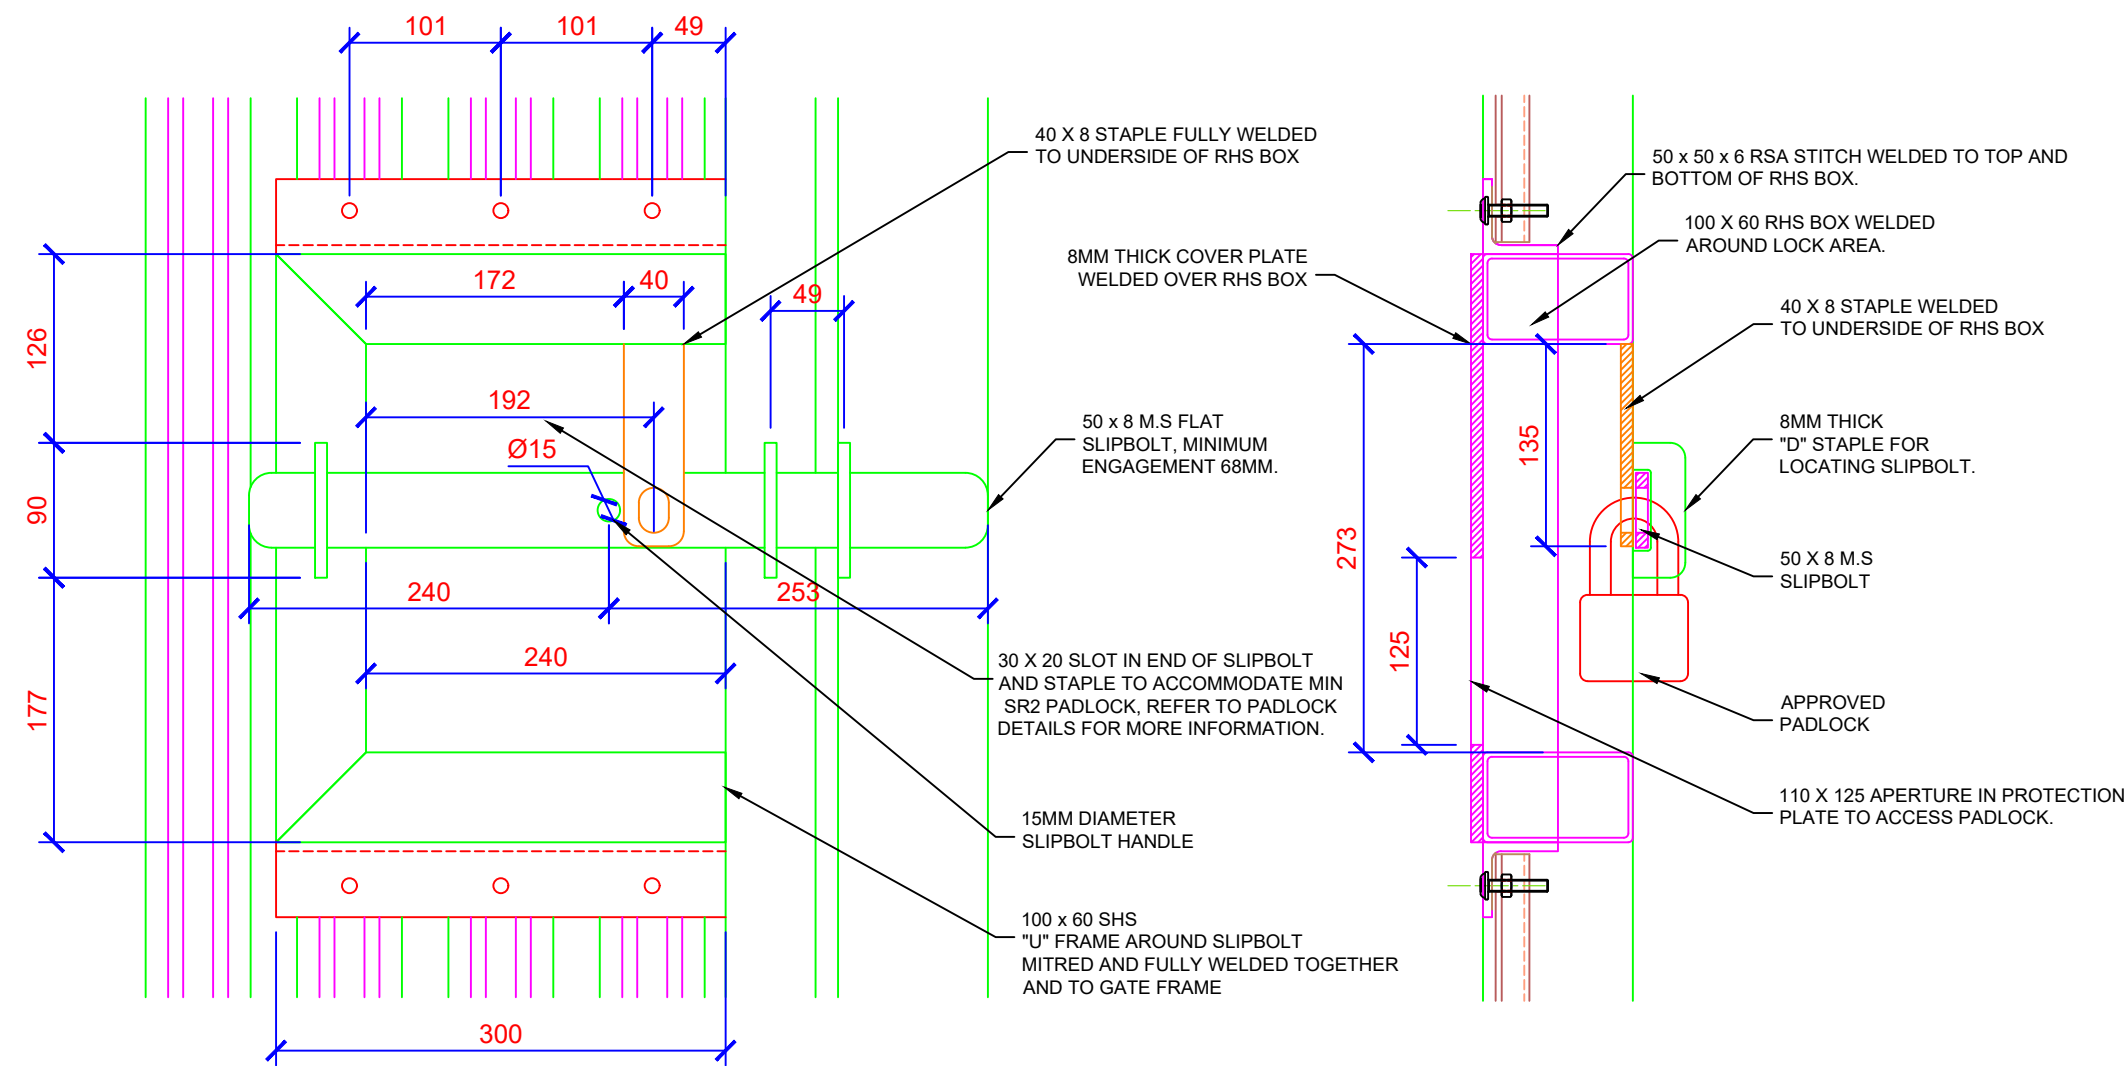 101
101
49
40 X 8 STAPLE FULLY WELDED
TO UNDERSIDE OF RHS BOX
50 x 50 x 6 RSA STITCH WELDED TO TOP AND
BOTTOM OF RHS BOX.
100 X 60 RHS BOX WELDED
AROUND LOCK AREA.
8MM THICK COVER PLATE
WELDED OVER RHS BOX
172
40
49
40 X 8 STAPLE WELDED
TO UNDERSIDE OF RHS BOX
126
192
Ø15
50 x 8 M.S FLAT
SLIPBOLT, MINIMUM
ENGAGEMENT 68MM.
135
8MM THICK
"D" STAPLE FOR
LOCATING SLIPBOLT.
90
273
240
253
50 X 8 M.S
SLIPBOLT
125
240
30 X 20 SLOT IN END OF SLIPBOLT
AND STAPLE TO ACCOMMODATE MIN
SR2 PADLOCK, REFER TO PADLOCK
DETAILS FOR MORE INFORMATION.
177
APPROVED
PADLOCK
15MM DIAMETER
SLIPBOLT HANDLE
110 X 125 APERTURE IN PROTECTION
PLATE TO ACCESS PADLOCK.
100 x 60 SHS
"U" FRAME AROUND SLIPBOLT
MITRED AND FULLY WELDED TOGETHER
AND TO GATE FRAME
300